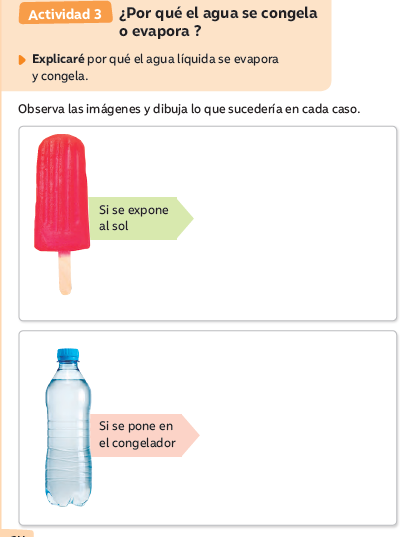 Actividad 3
¿Por qué el agua se congela
o evapora ?
Explicaré por qué el agua líquida se evapora
y congela.
Observa las imágenes y dibuja lo que sucedería en cada caso.
Si se expone
al sol
Si se pone en
el congelador